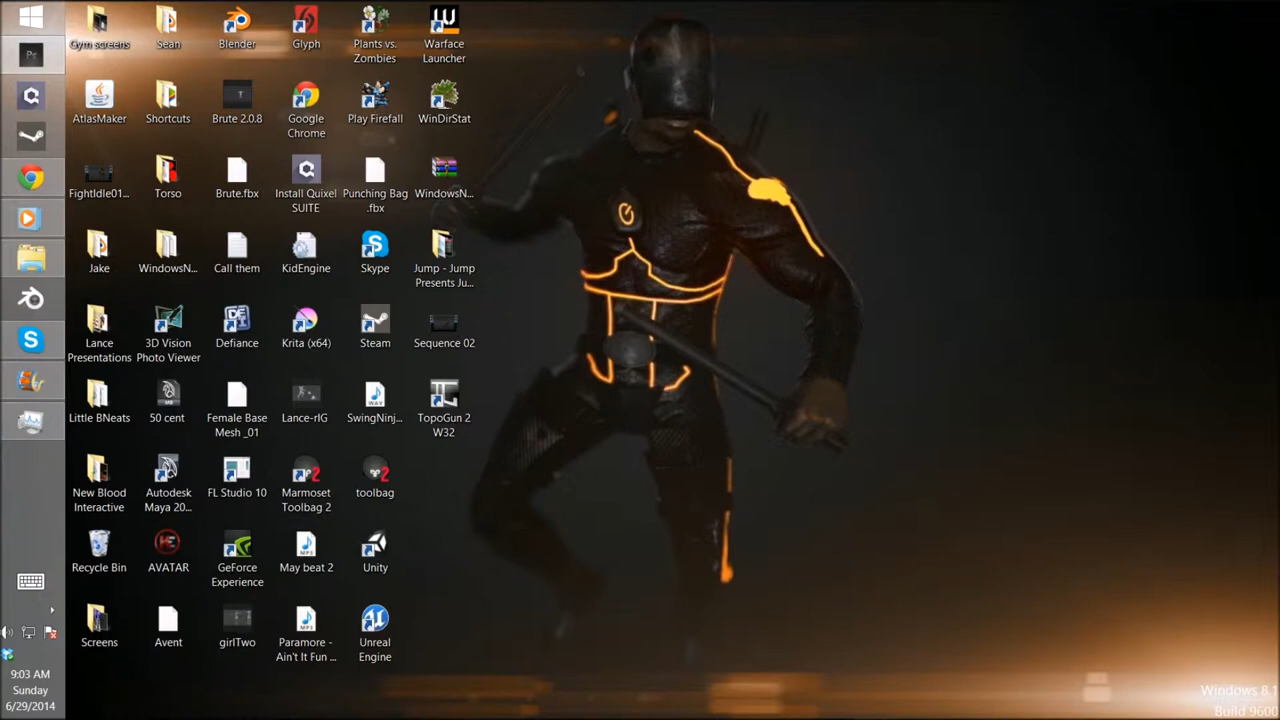 Gym screens
Sean
Blender
Glyph
Plants vs.
Zombies
Warface
Launcher
AtlasMaker
Shortcuts
Brute 2.0.8
Google
Chrome
Play Firefall
WinDirStat
FightIdle01...
Torso
Brute.fbx
Install Quixel
SUITE
Punching Bag
.fbx
WindowsN...
Jake
WindowsN...
Call them
KidEngine
Skype
Jump - Jump
Presents Ju...
Lance
Presentations
3D Vision
Photo Viewer
Defiance
Krita (x64)
Steam
Sequence 02
Little BNeats
50 cent
Female Base
Mesh _01
Lance-rIG
SwingNinj...
TopoGun 2
W32
New Blood
Interactive
Autodesk
Maya 20...
FL Studio 10
Marmoset
Toolbag 2
toolbag
Recycle Bin
AVATAR
GeForce
Experience
May beat 2
Unity
Screens
Avent
girlTwo
Paramore -
Ain't It Fun ...
Unreal
Engine
9:03 AM
Sunday
6/29/2014
Windows 8.1
Build 9600